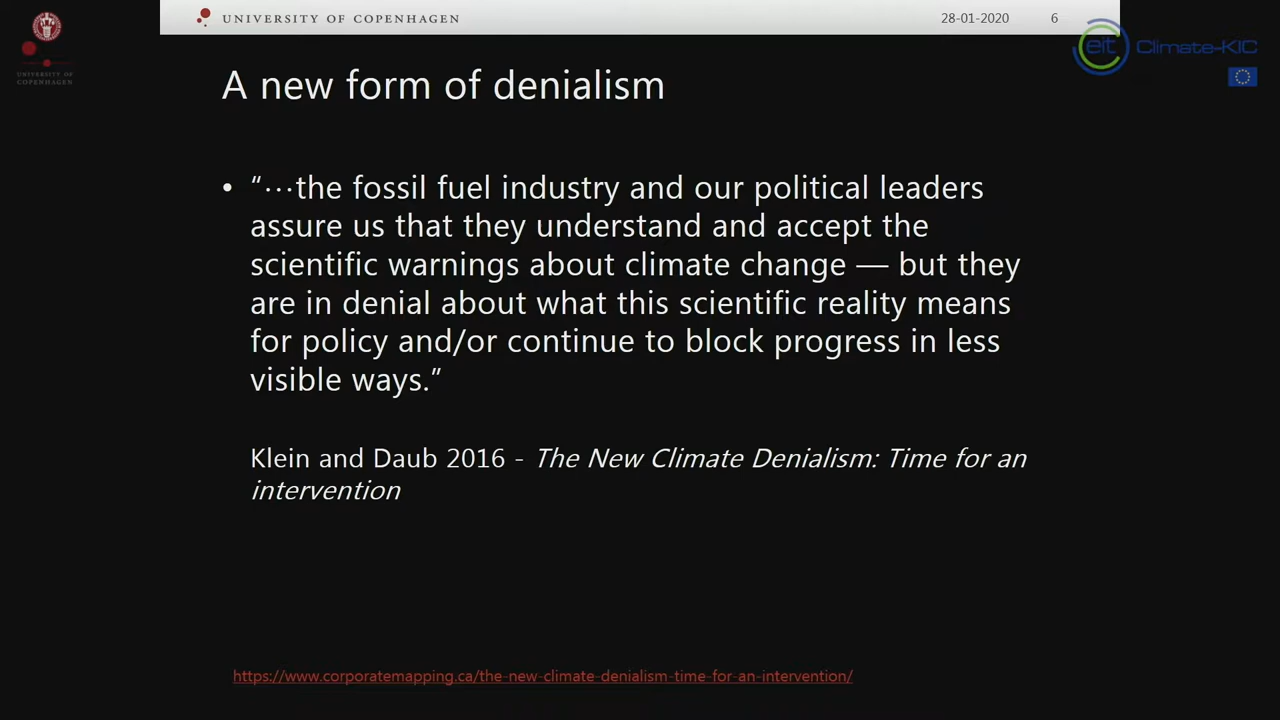 UNIVERSITY OF COPENHAGEN
28-01-2020
6
UNIVERSITY OF
COPENHAGEN
eit Climate-KIC
A new form of denialism
• “…the fossil fuel industry and our political leaders
assure us that they understand and accept the
scientific warnings about climate change — but they
are in denial about what this scientific reality means
for policy and/or continue to block progress in less
visible ways.”
Klein and Daub 2016 - The New Climate Denialism: Time for an
intervention
https://www.corporatemapping.ca/the-new-climate-denialism-time-for-an-intervention/